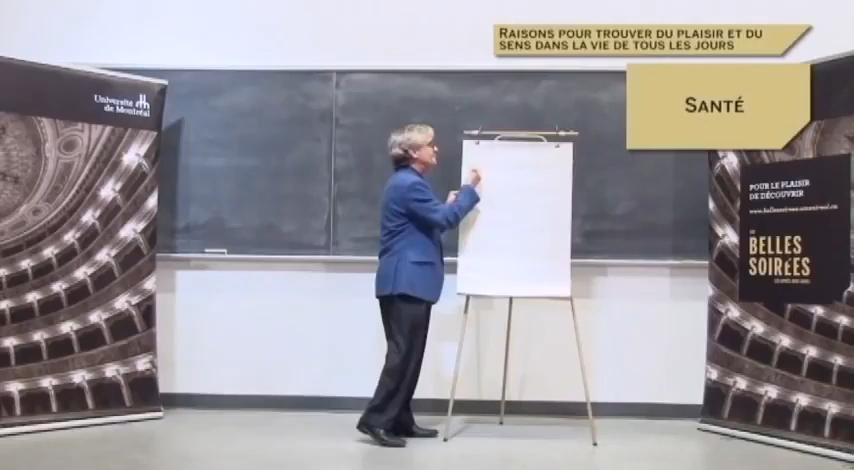 RAISONS POUR TROUVER DU PLAISIR ET DU
SENS DANS LA VIE DE TOUS LES JOURS
SANTÉ
Université
de Montréal
POUR LE PLAISIR
DE DÉCOUVRIR
LES
BELLES
SOIRÉES